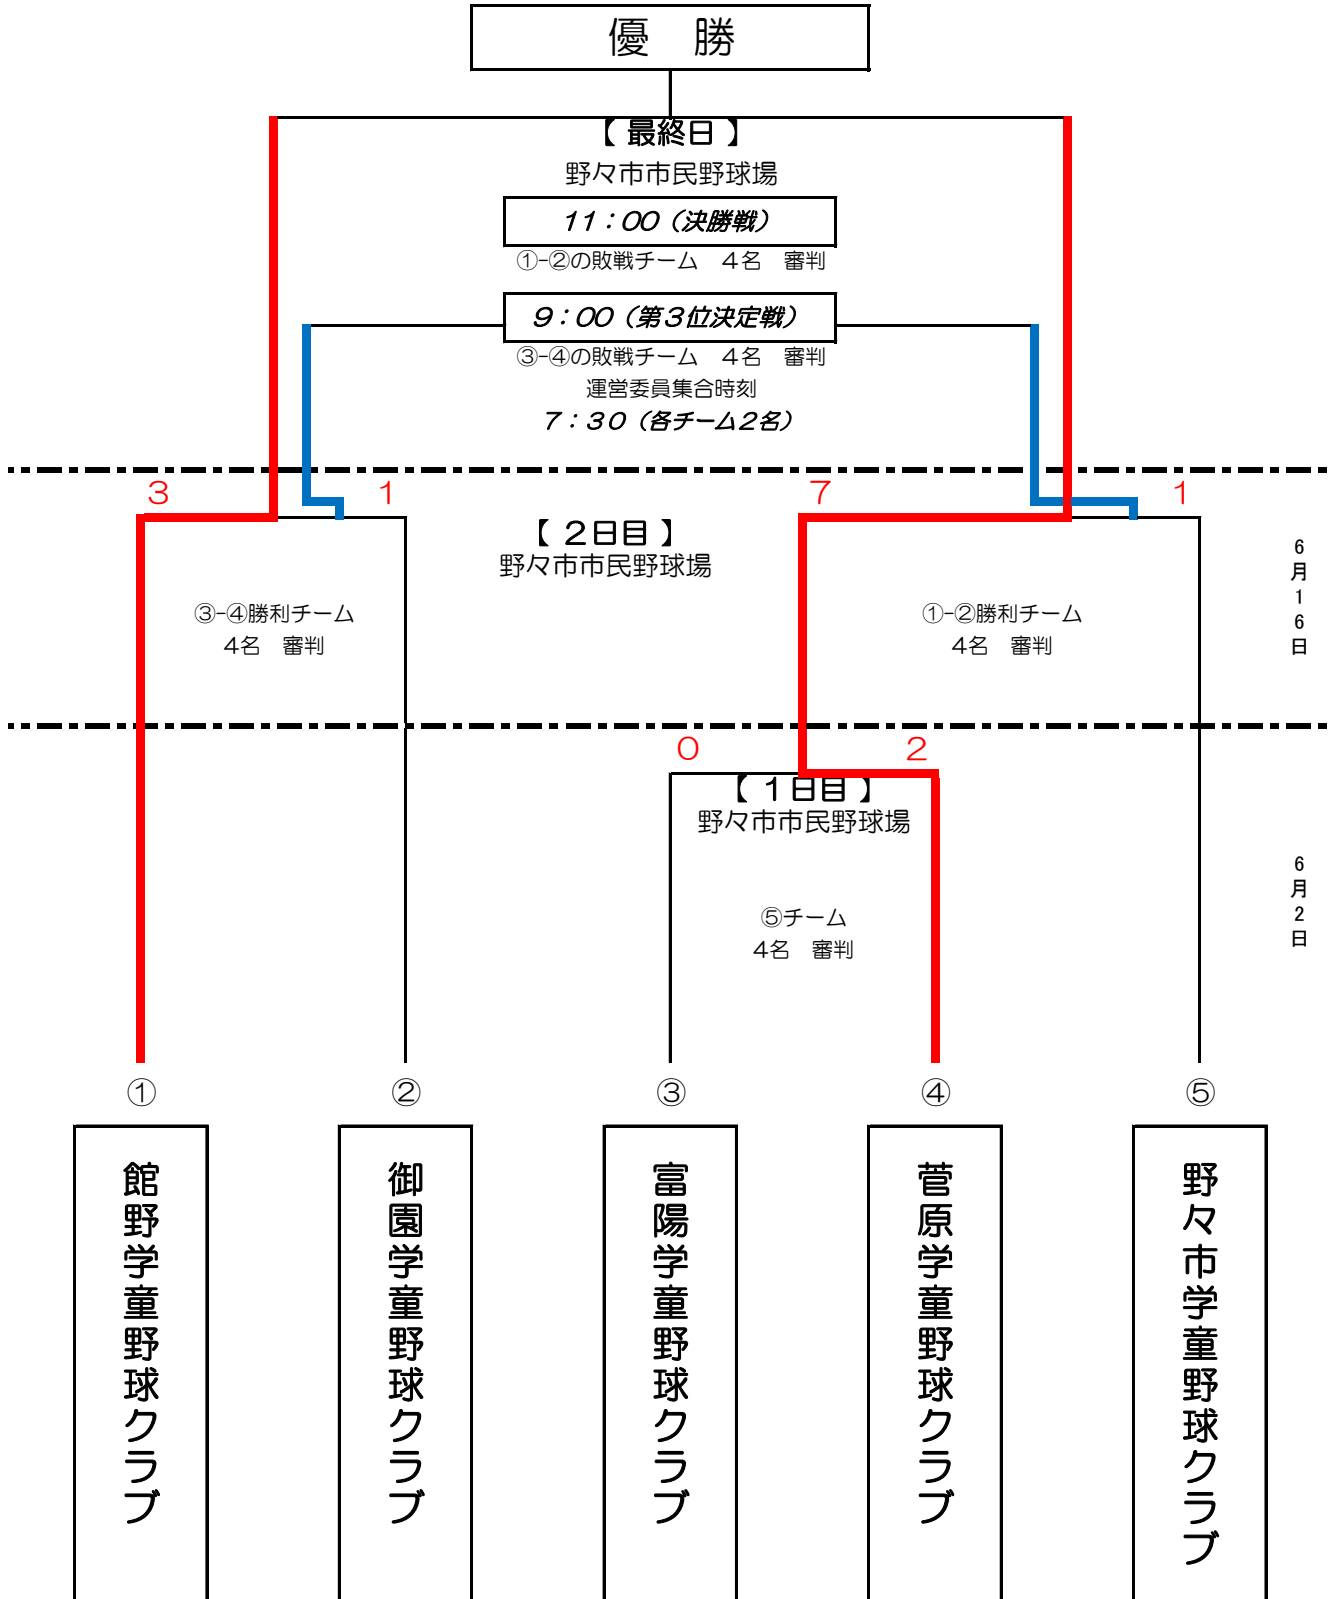 優　勝
【 最終日 】
野々市市民野球場
11：00（決勝戦）
①-②の敗戦チーム　4名　審判
9：00（第3位決定戦）
③-④の敗戦チーム　4名　審判
運営委員集合時刻
7：30（各チーム2名）
3
1
7
1
【 2日目 】
野々市市民野球場
6月16日
③-④勝利チーム
4名　審判
①-②勝利チーム
4名　審判
0
2
【 1日目 】
野々市市民野球場
6月2日
⑤チーム
4名　審判
①
②
③
④
⑤
館野学童野球クラブ
御園学童野球クラブ
富陽学童野球クラブ
菅原学童野球クラブ
野々市学童野球クラブ